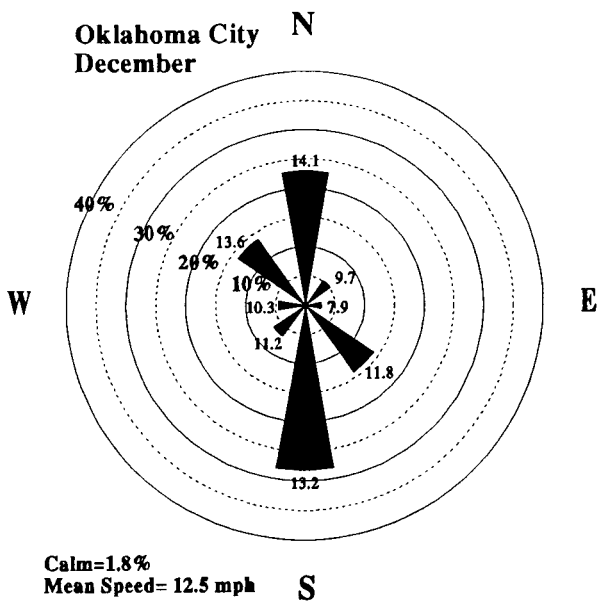 N
Oklahoma City
December
14.1
40%
30%
13.6
20%
9.7
10%
W
10.3
7.9
E
11.2
11.8
13.2
Calm=1.8%
Mean Speed= 12.5 mph
S